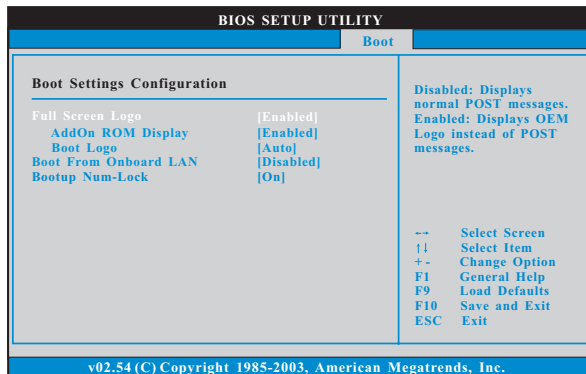 BIOS SETUP UTILITY
Boot
Boot Settings Configuration
Full Screen Logo [Enabled]
AddOn ROM Display [Enabled]
Boot Logo [Auto]
Boot From Onboard LAN [Disabled]
Bootup Num-Lock [On]
Disabled: Displays
normal POST messages.
Enabled: Displays OEM
Logo instead of POST
messages.
←→ Select Screen
↑↓ Select Item
+ - Change Option
F1 General Help
F9 Load Defaults
F10 Save and Exit
ESC Exit
v02.54 (C) Copyright 1985-2003, American Megatrends, Inc.